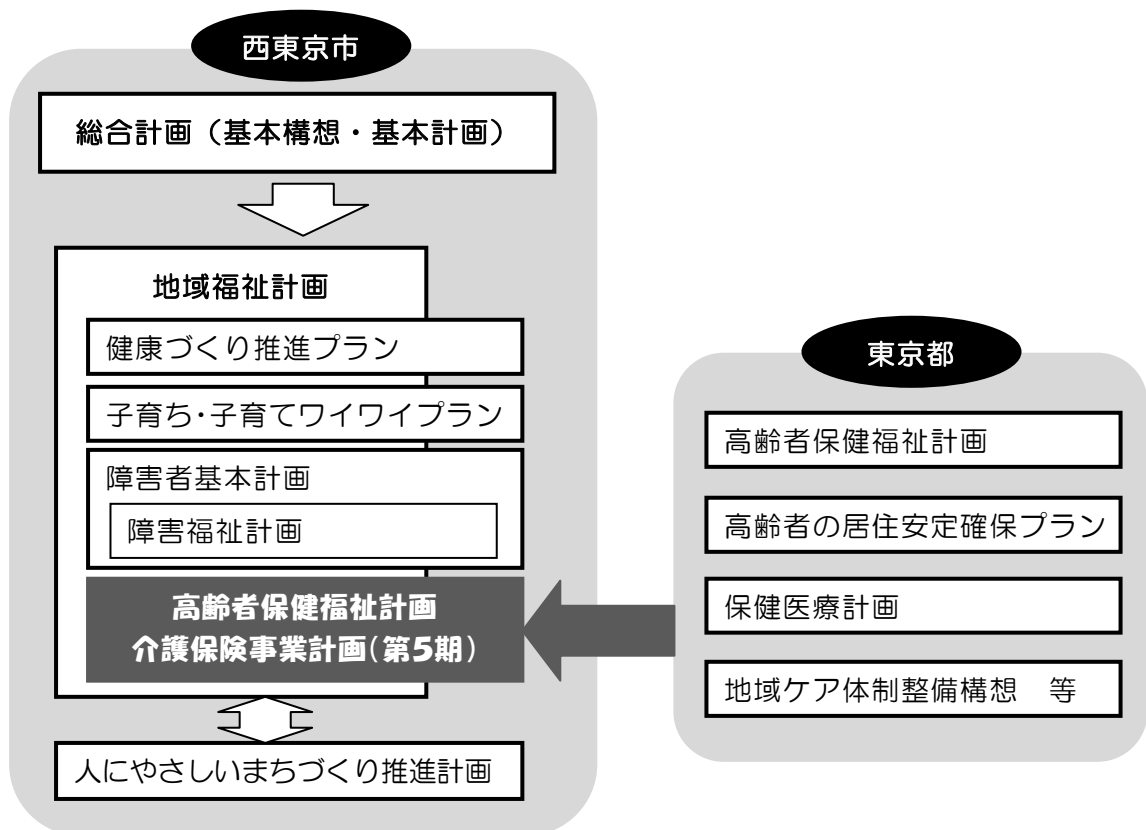 西東京市
総合計画（基本構想・基本計画）
地域福祉計画
健康づくり推進プラン
子育ち・子育てワイワイプラン
障害者基本計画
障害福祉計画
高齢者保健福祉計画
介護保険事業計画（第5期）
人にやさしいまちづくり推進計画
東京都
高齢者保健福祉計画
高齢者の居住安定確保プラン
保健医療計画
地域ケア体制整備構想　等